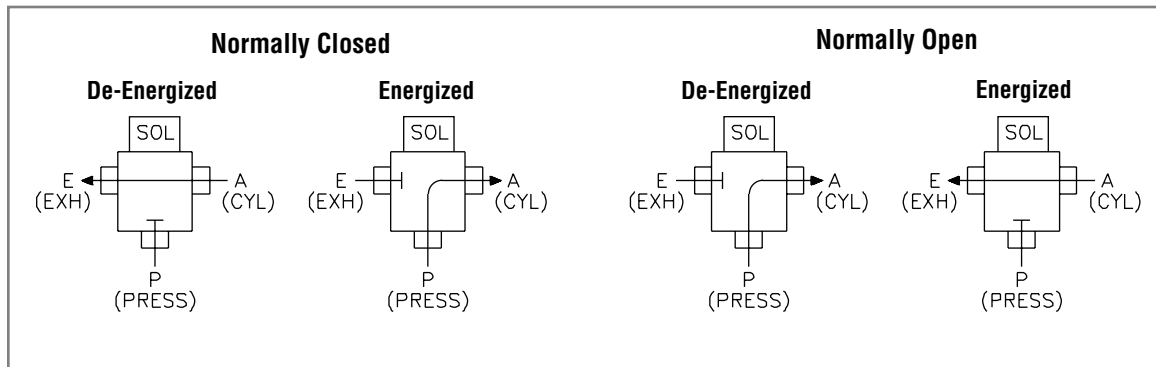 Normally Closed
Normally Open
De-Energized
Energized
De-Energized
Energized
SOL
SOL
SOL
SOL
E
(EXH)
A
(CYL)
P
(PRESS)
E
(EXH)
A
(CYL)
P
(PRESS)
E
(EXH)
A
(CYL)
P
(PRESS)
E
(EXH)
A
(CYL)
P
(PRESS)